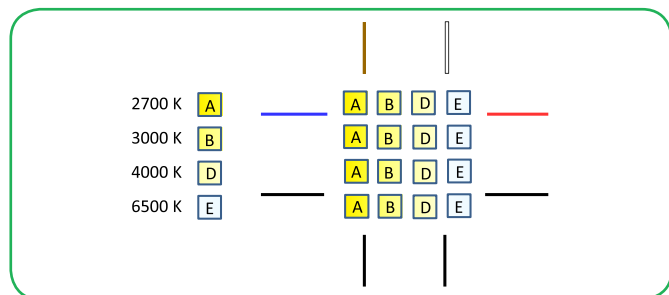 2700 K A A B D E
3000 K B A B D E
4000 K D A B D E
6500 K E A B D E